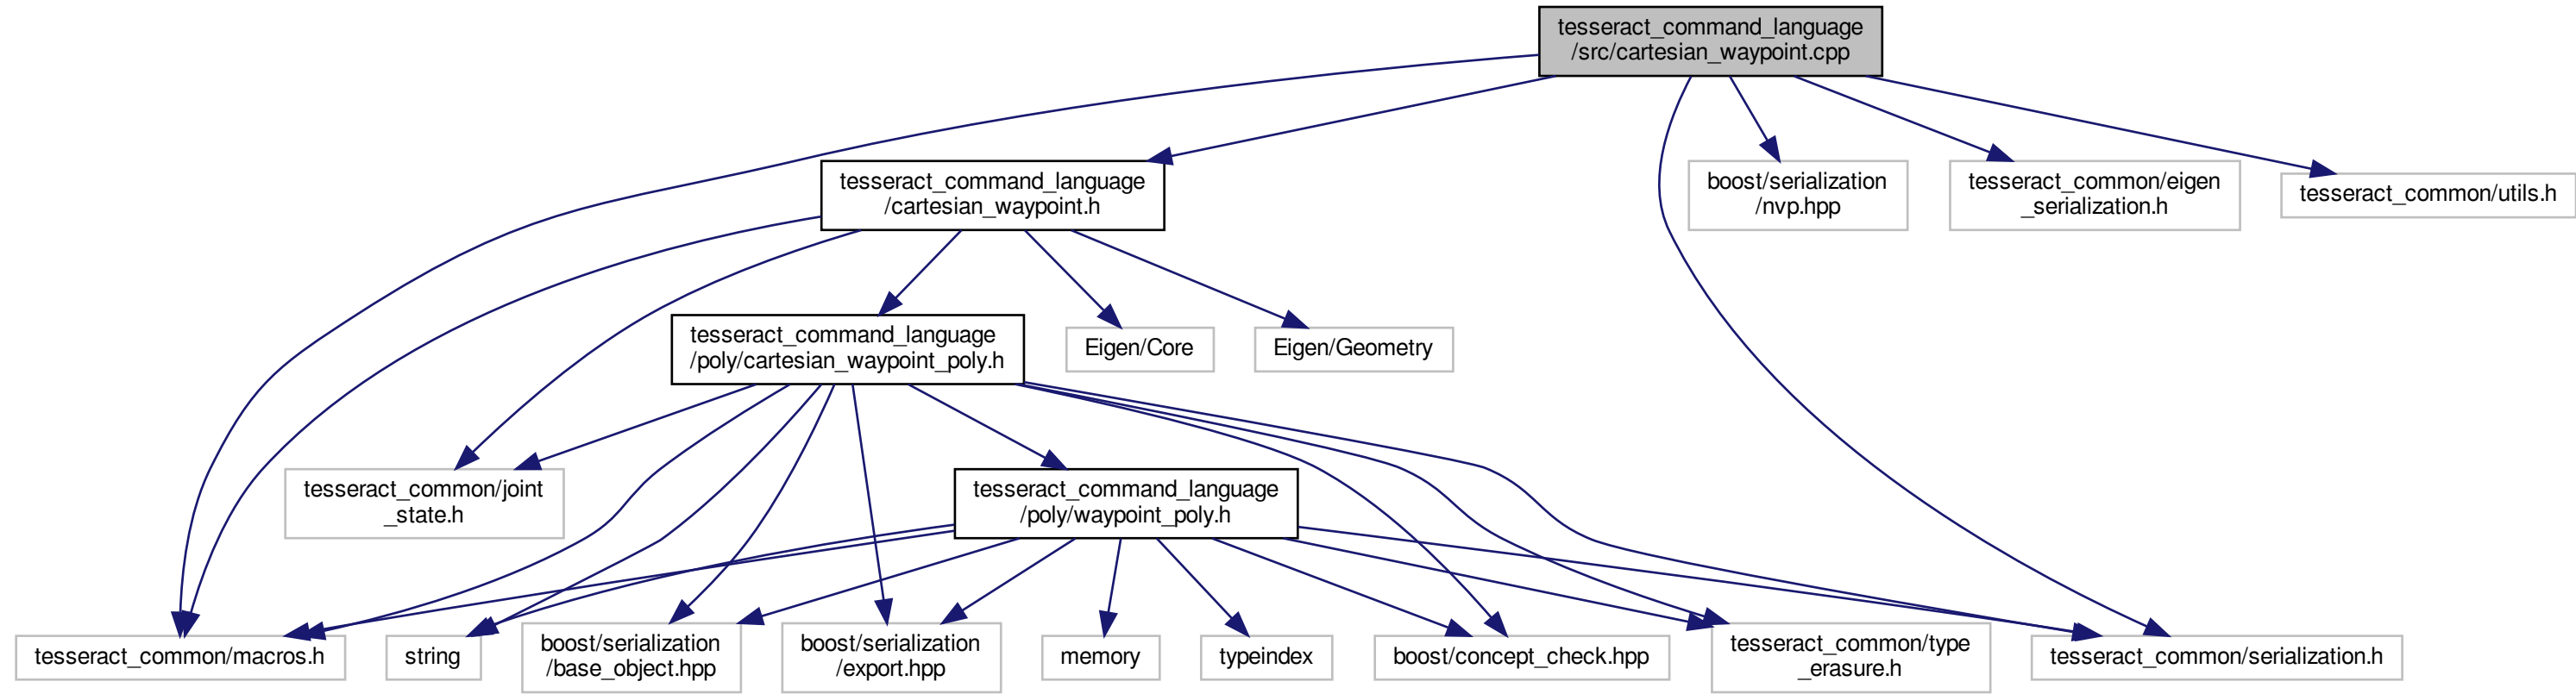 tesseract_command_language
/src/cartesian_waypoint.cpp
tesseract_command_language
/cartesian_waypoint.h
boost/serialization
/nvp.hpp
tesseract_common/eigen
_serialization.h
tesseract_common/utils.h
tesseract_command_language
/poly/cartesian_waypoint_poly.h
Eigen/Core
Eigen/Geometry
tesseract_common/joint
_state.h
tesseract_command_language
/poly/waypoint_poly.h
tesseract_common/macros.h
string
boost/serialization
/base_object.hpp
boost/serialization
/export.hpp
memory
typeindex
boost/concept_check.hpp
tesseract_common/type
_erasure.h
tesseract_common/serialization.h